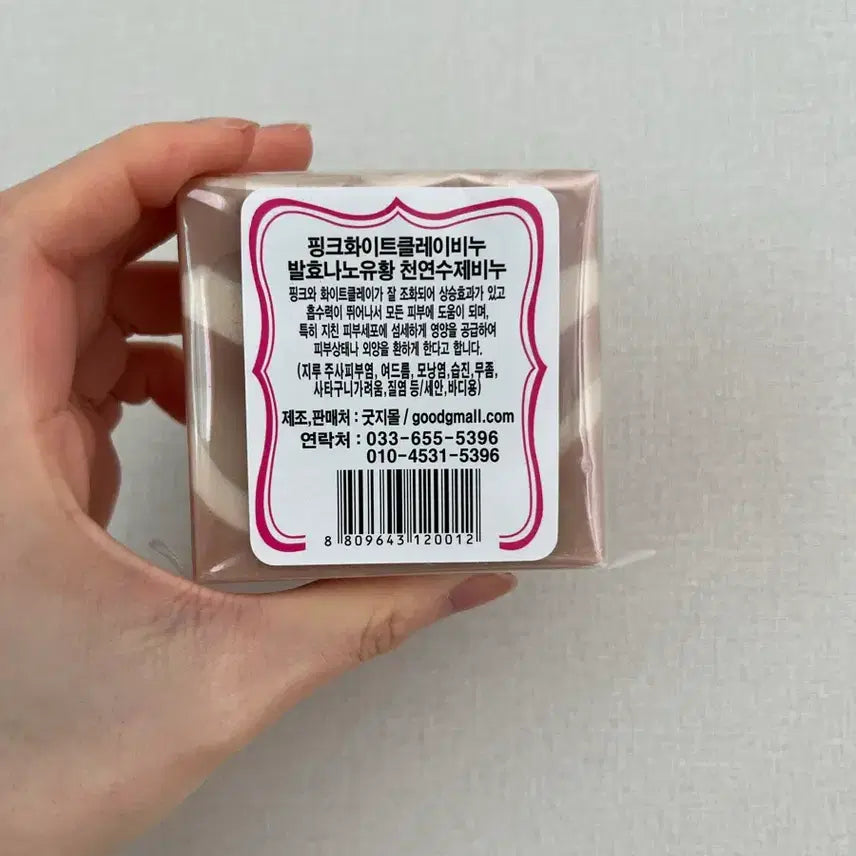 핑크화이트클레이비누
발효나노유황 천연수제비누
핑크와 화이트클레이가 잘 조화되어 상승효과가 있고
흡수력이 뛰어나서 모든 피부에 도움이 되며,
특히 지친 피부세포에 섬세하게 영양을 공급하여
피부상태나 외양을 환하게 한다고 합니다.
(지루 주사피부염, 여드름, 모낭염,습진,무좀,
사타구니가려움,질염 등/세안,바디용)
제조,판매처 : 굿지몰 / goodgmall.com
연락처 : 033-655-5396
010-4531-5396
8 809643 120012